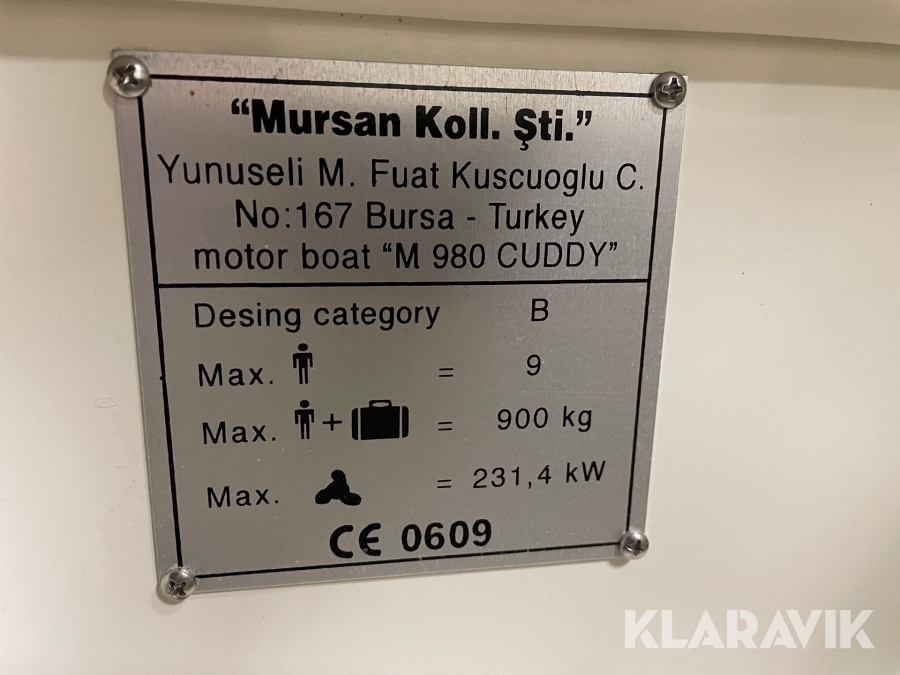 “Mursan Koll. Şti.”
Yunuseli M. Fuat Kuscuoglu C.
No:167 Bursa - Turkey
motor boat “M 980 CUDDY”
Desing category B
Max. = 9
Max. + = 900 kg
Max. = 231,4 kW
CE 0609
KLARAVIK